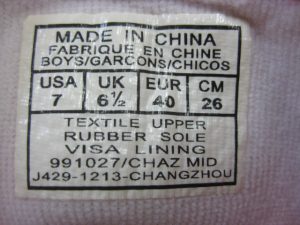 MADE IN CHINA
FABRIQUE EN CHINE
BOYS/GARCONS/CHICOS
USA UK EUR CM
7 6½ 40 26
TEXTILE UPPER
RUBBER SOLE
VISA LINING
991027/CHAZ MID
J429-1213-CHANGZHOU